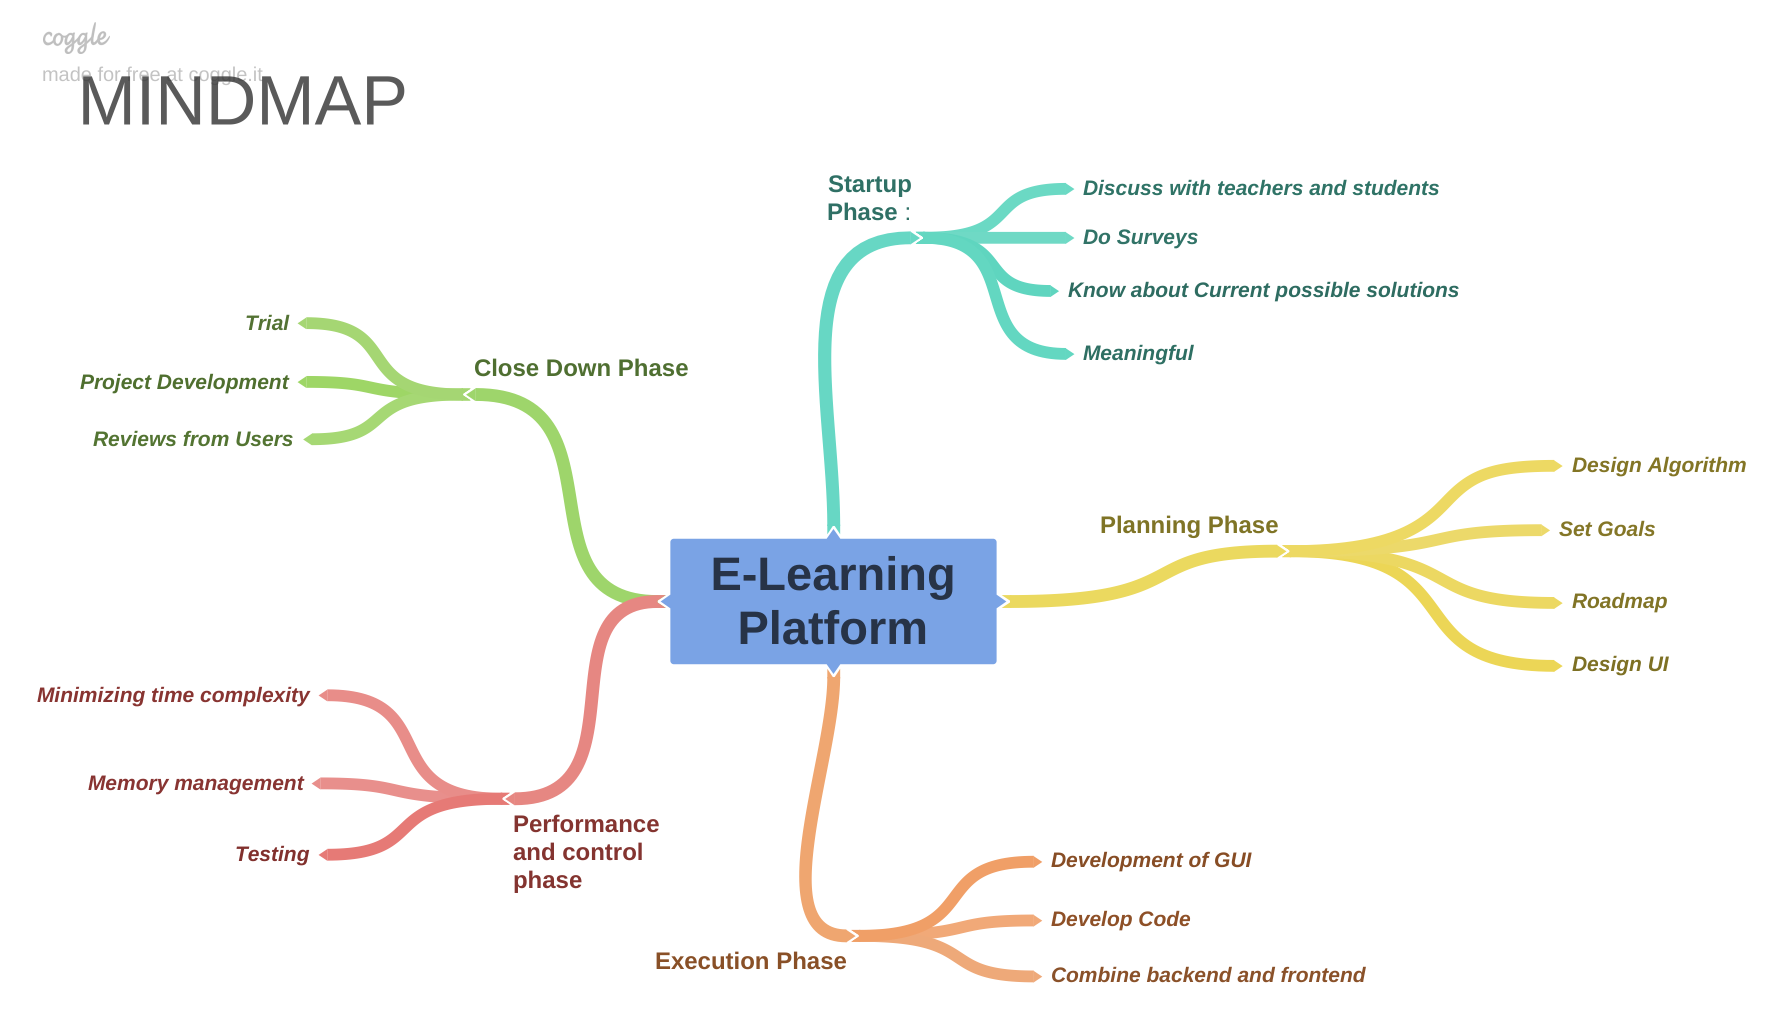 coggle
made for free at coggle.it
MINDMAP
Startup
Phase :
Discuss with teachers and students
Do Surveys
Know about Current possible solutions
Meaningful
Trial
Project Development
Reviews from Users
Close Down Phase
Planning Phase
Design Algorithm
Set Goals
Roadmap
Design UI
E-Learning
Platform
Minimizing time complexity
Memory management
Testing
Performance
and control
phase
Execution Phase
Development of GUI
Develop Code
Combine backend and frontend